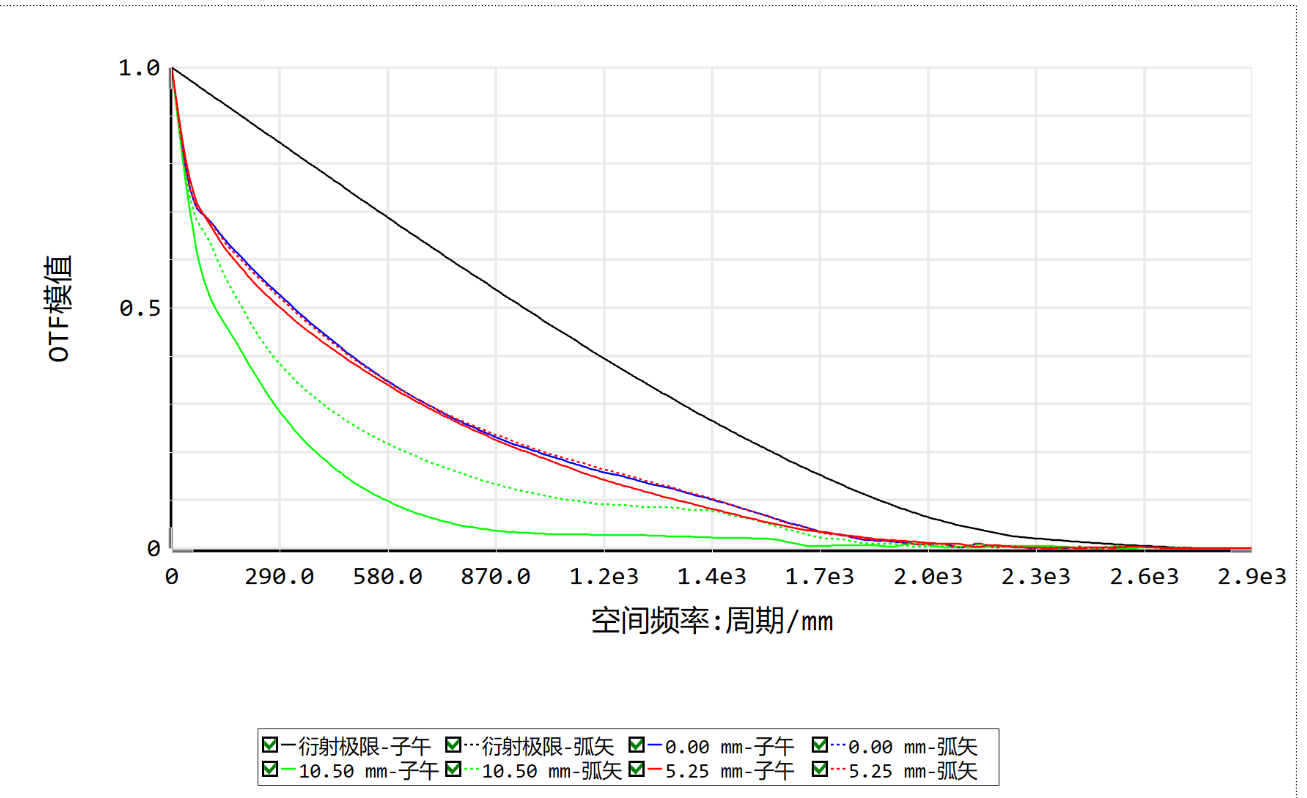 1.0
0.5
0
OTF模值
0 290.0 580.0 870.0 1.2e3 1.4e3 1.7e3 2.0e3 2.3e3 2.6e3 2.9e3
空间频率:周期/mm
衍射极限-子午 衍射极限-弧矢 0.00 mm-子午 0.00 mm-弧矢
10.50 mm-子午 10.50 mm-弧矢 5.25 mm-子午 5.25 mm-弧矢